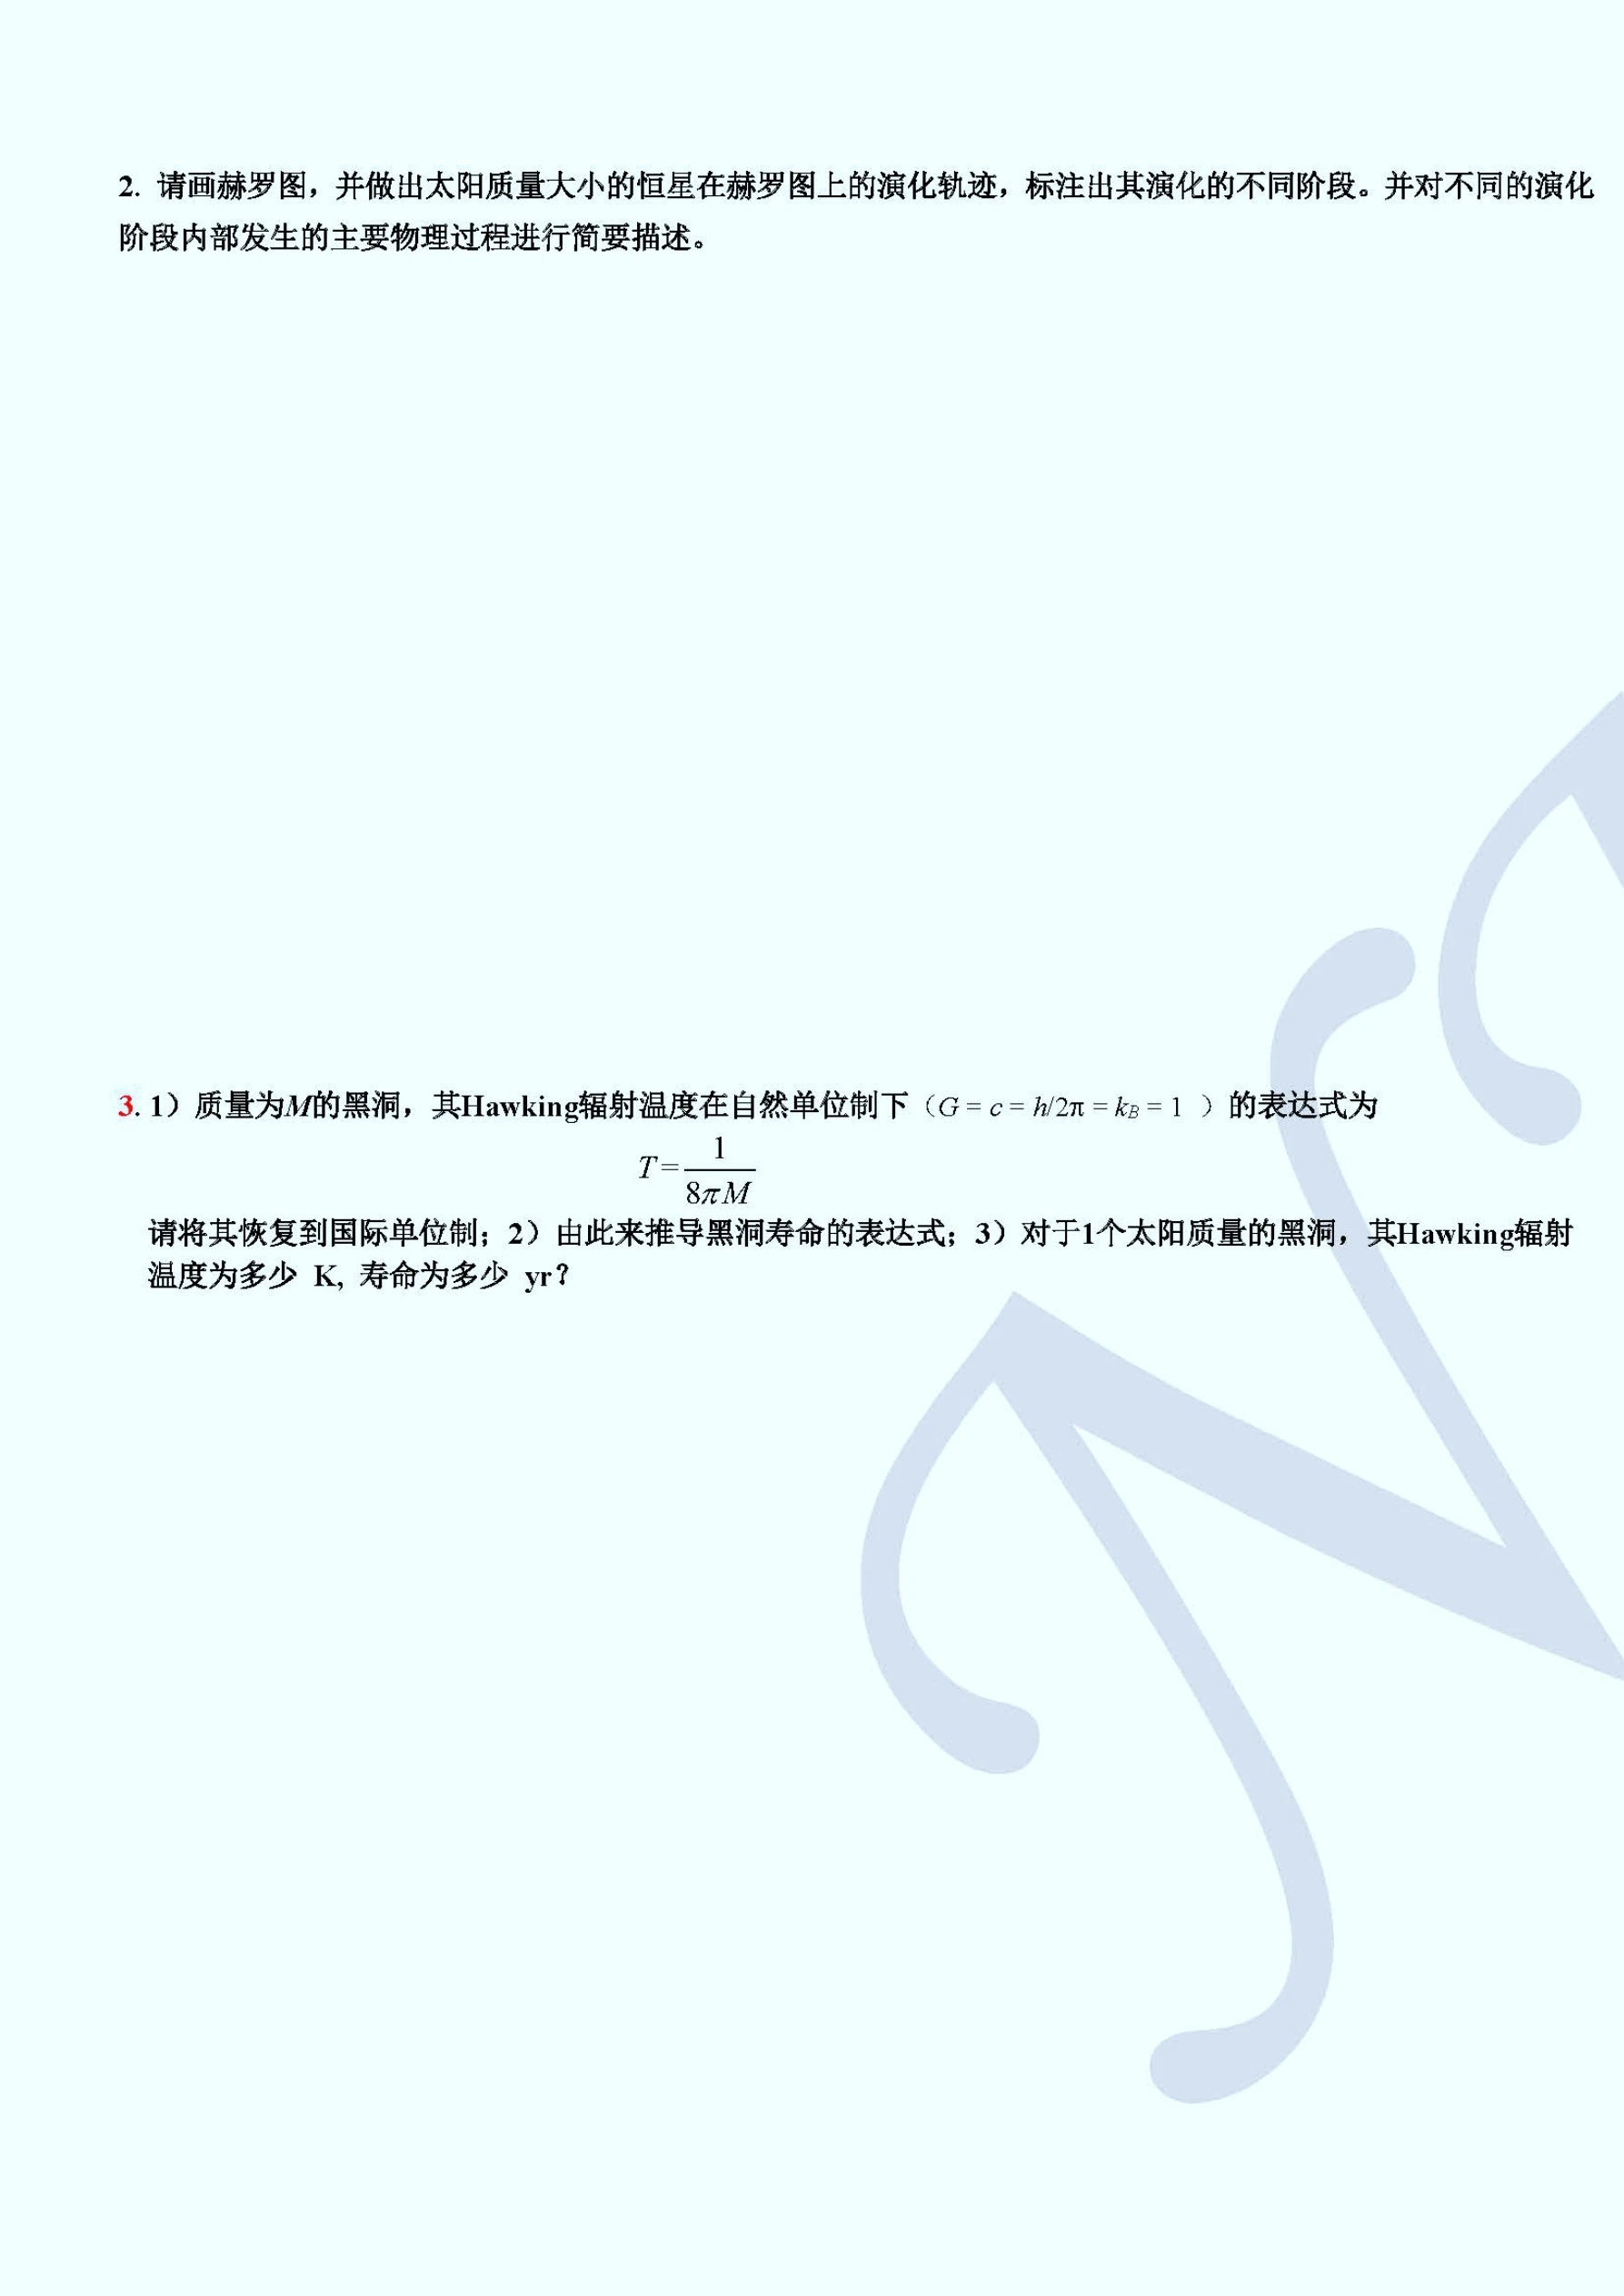 2. 请画赫罗图，并做出太阳质量大小的恒星在赫罗图上的演化轨迹，标注出其演化的不同阶段。并对不同的演化
阶段内部发生的主要物理过程进行简要描述。
3. 1）质量为M的黑洞，其Hawking辐射温度在自然单位制下（G = c = h/2π = kB = 1 ）的表达式为
T = 1 / 8πM
请将其恢复到国际单位制；2）由此来推导黑洞寿命的表达式；3）对于1个太阳质量的黑洞，其Hawking辐射
温度为多少 K, 寿命为多少 yr？